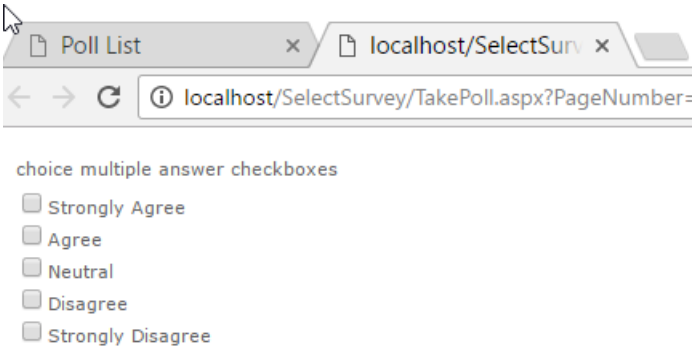 Poll List
localhost/SelectSurv
localhost/SelectSurvey/TakePoll.aspx?PageNumber=
choice multiple answer checkboxes
Strongly Agree
Agree
Neutral
Disagree
Strongly Disagree